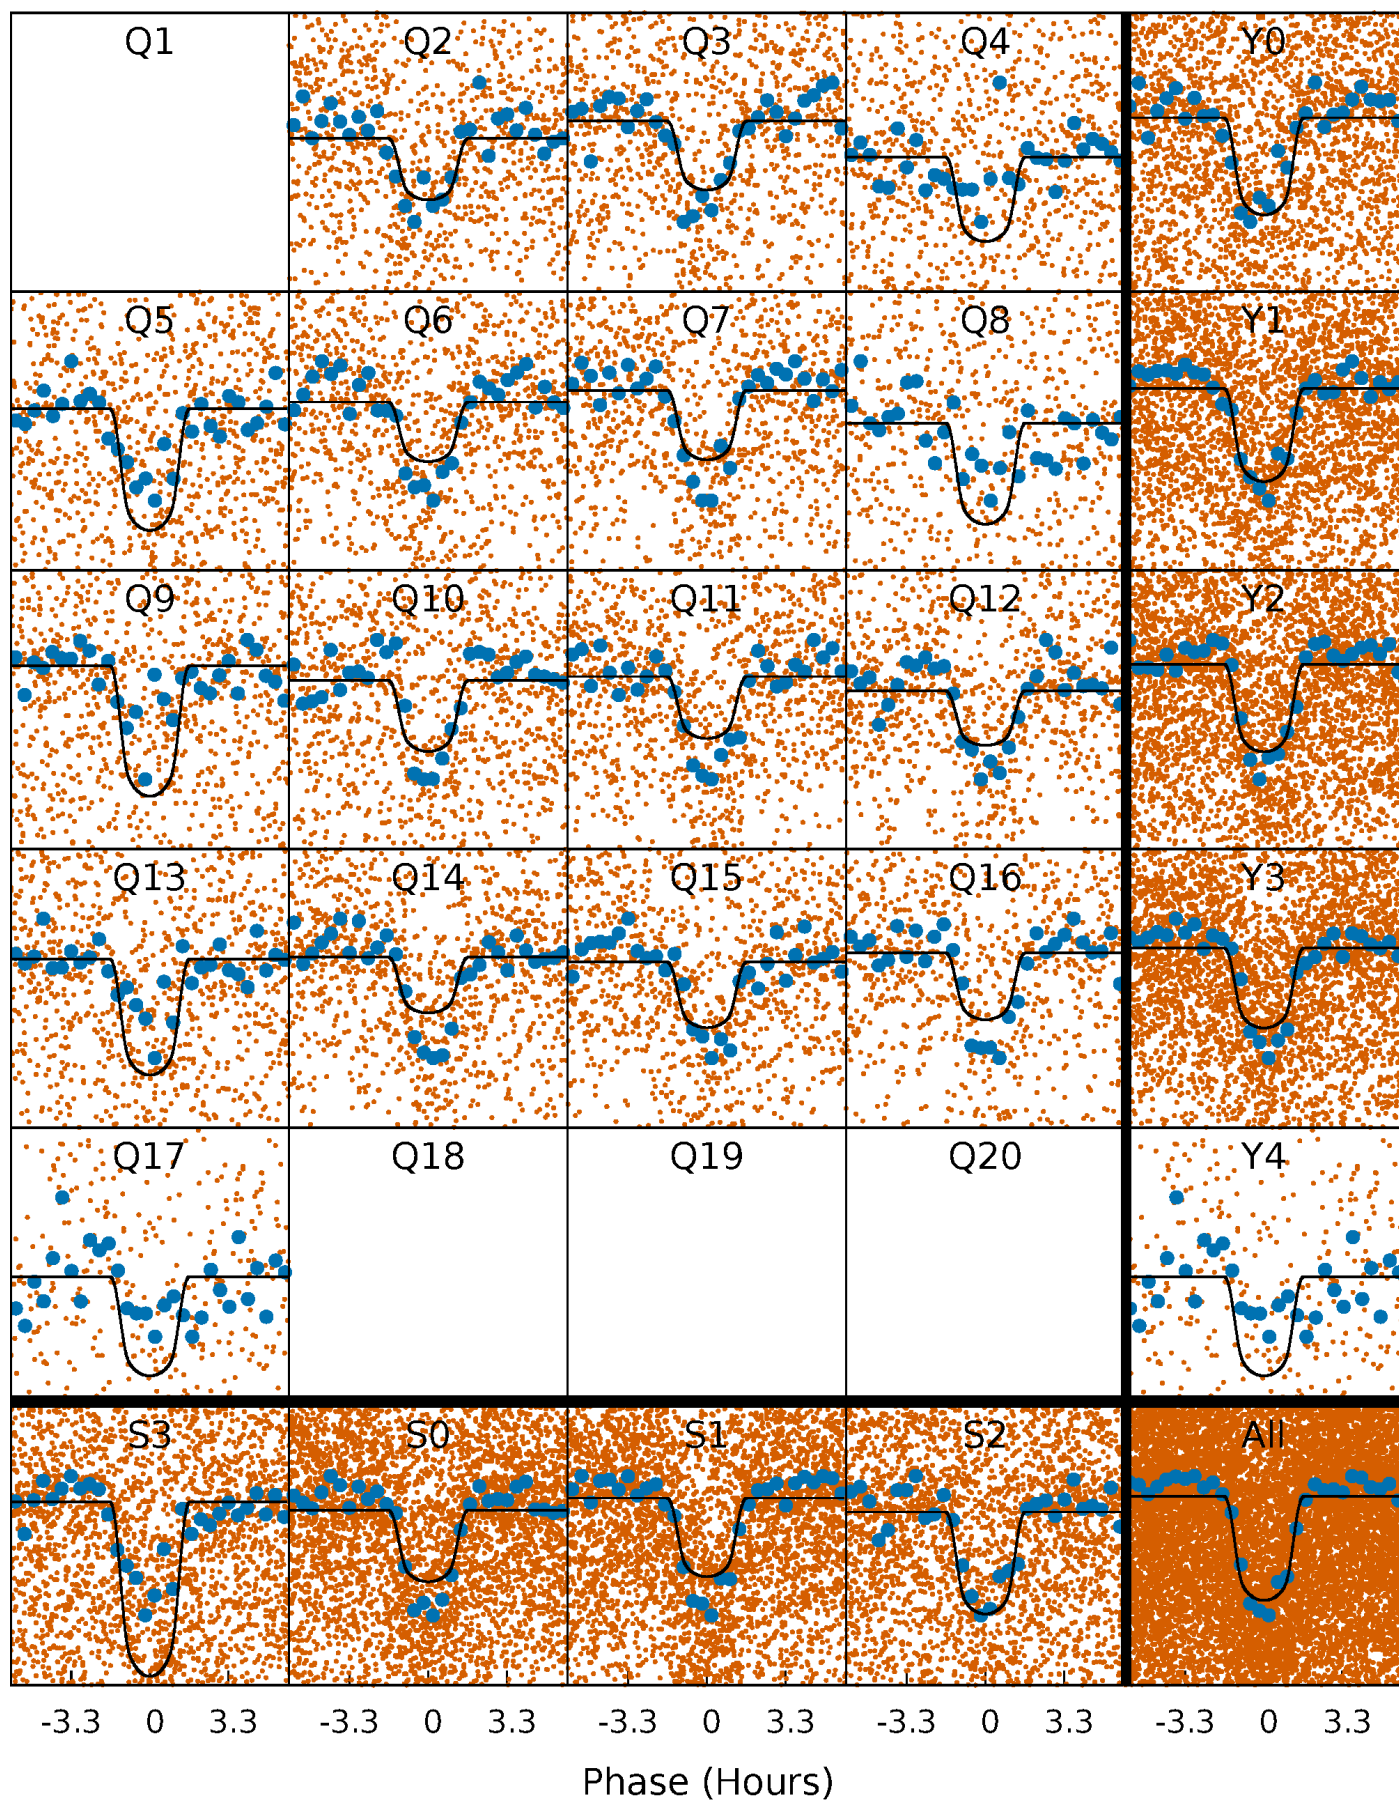 Q1 Q2 Q3 Q4 Y0
Q5 Q6 Q7 Q8 Y1
Q9 Q10 Q11 Q12 Y2
Q13 Q14 Q15 Q16 Y3
Q17 Q18 Q19 Q20 Y4
S3 S0 S1 S2 All
-3.3 0 3.3 -3.3 0 3.3 -3.3 0 3.3 -3.3 0 3.3 -3.3 0 3.3
Phase (Hours)